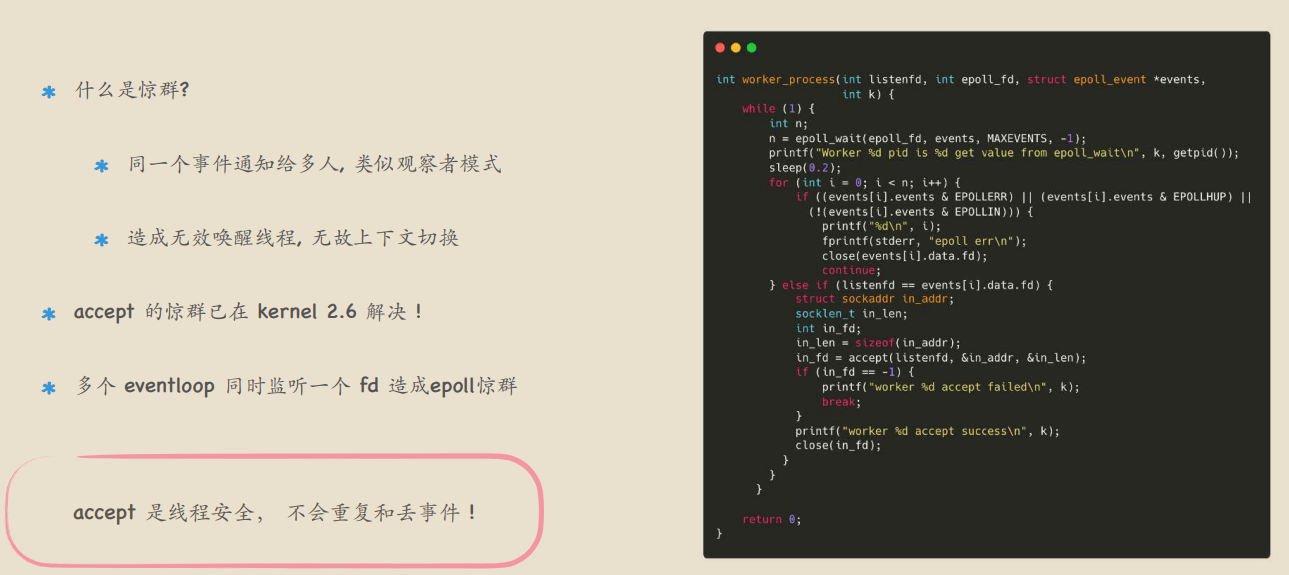 什么是惊群?
同一个事件通知给多人, 类似观察者模式
造成无效唤醒线程, 无故上下文切换
accept 的惊群已在 kernel 2.6 解决 !
多个 eventloop 同时监听一个 fd 造成epoll惊群
accept 是线程安全， 不会重复和丢事件 !
int worker_process(int listenfd, int epoll_fd, struct epoll_event *events,
                   int k) {
    while (1) {
        int n;
        n = epoll_wait(epoll_fd, events, MAXEVENTS, -1);
        printf("Worker %d pid is %d get value from epoll_wait\n", k, getpid());
        sleep(0.2);
        for (int i = 0; i < n; i++) {
            if ((events[i].events & EPOLLERR) || (events[i].events & EPOLLHUP) ||
              (!(events[i].events & EPOLLIN))) {
                printf("%d\n", i);
                fprintf(stderr, "epoll err\n");
                close(events[i].data.fd);
                continue;
        } else if (listenfd == events[i].data.fd) {
            struct sockaddr in_addr;
            socklen_t in_len;
            int in_fd;
            in_len = sizeof(in_addr);
            in_fd = accept(listenfd, &in_addr, &in_len);
            if (in_fd == -1) {
                printf("worker %d accept failed\n", k);
                break;
            }
            printf("worker %d accept success\n", k);
            close(in_fd);
          }
        }
      }
    return 0;
}